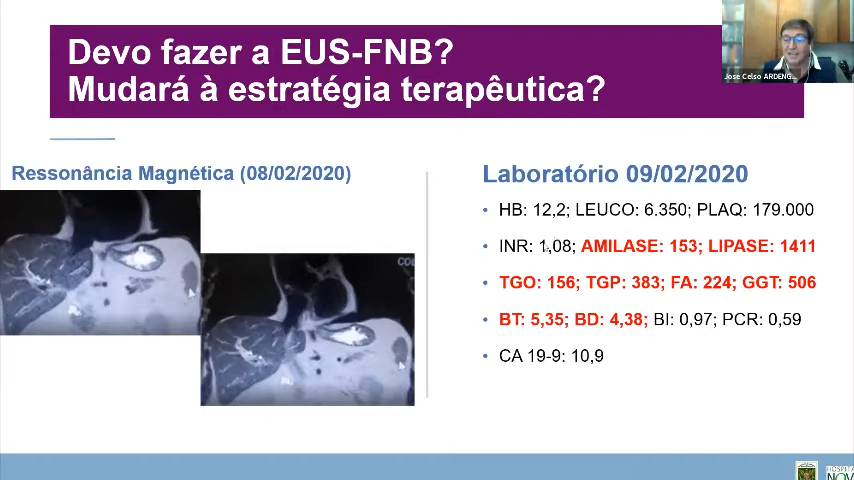 Devo fazer a EUS-FNB?
Mudará à estratégia terapêutica?
Jose Celso ARDENG...
Ressonância Magnética (08/02/2020)
Laboratório 09/02/2020
• HB: 12,2; LEUCO: 6.350; PLAQ: 179.000
• INR: 1,08; AMILASE: 153; LIPASE: 1411
• TGO: 156; TGP: 383; FA: 224; GGT: 506
• BT: 5,35; BD: 4,38; BI: 0,97; PCR: 0,59
• CA 19-9: 10,9
HOSPITA
NOV